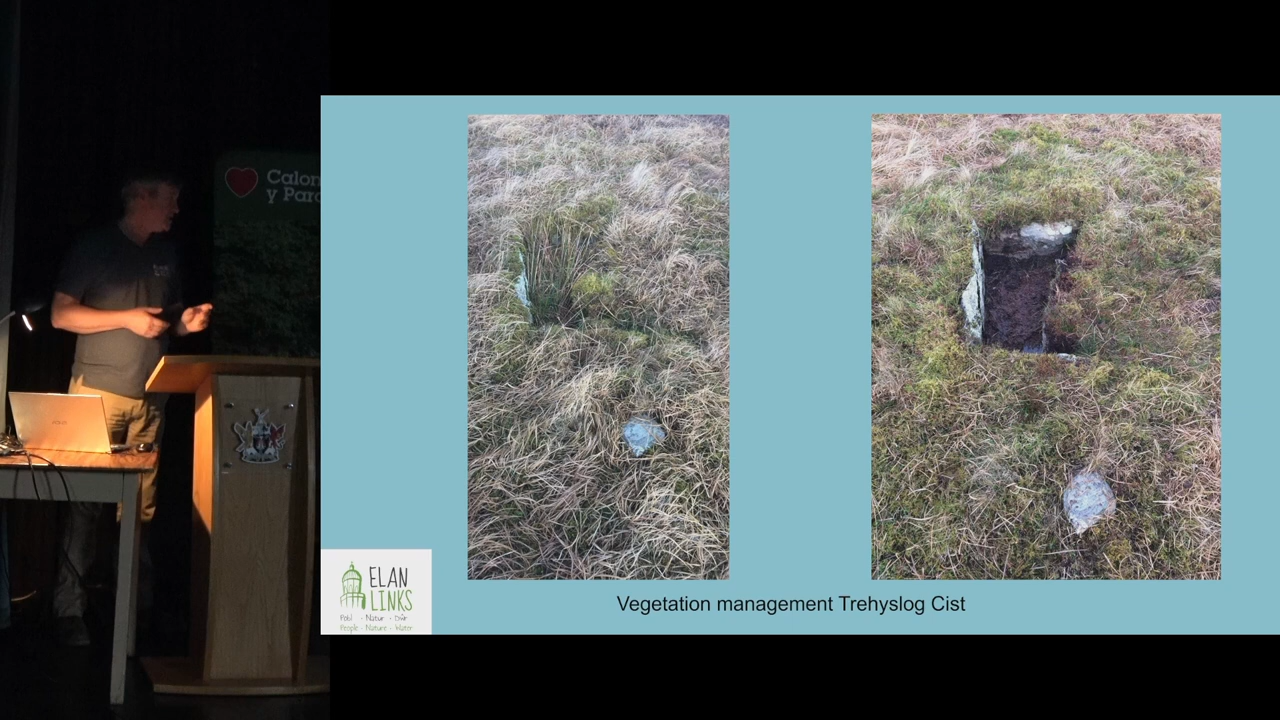 Calon
y Parc
Vegetation management Trehyslog Cist
ELAN
LINKS
Pobl - Natur - Dŵr
People - Nature - Water